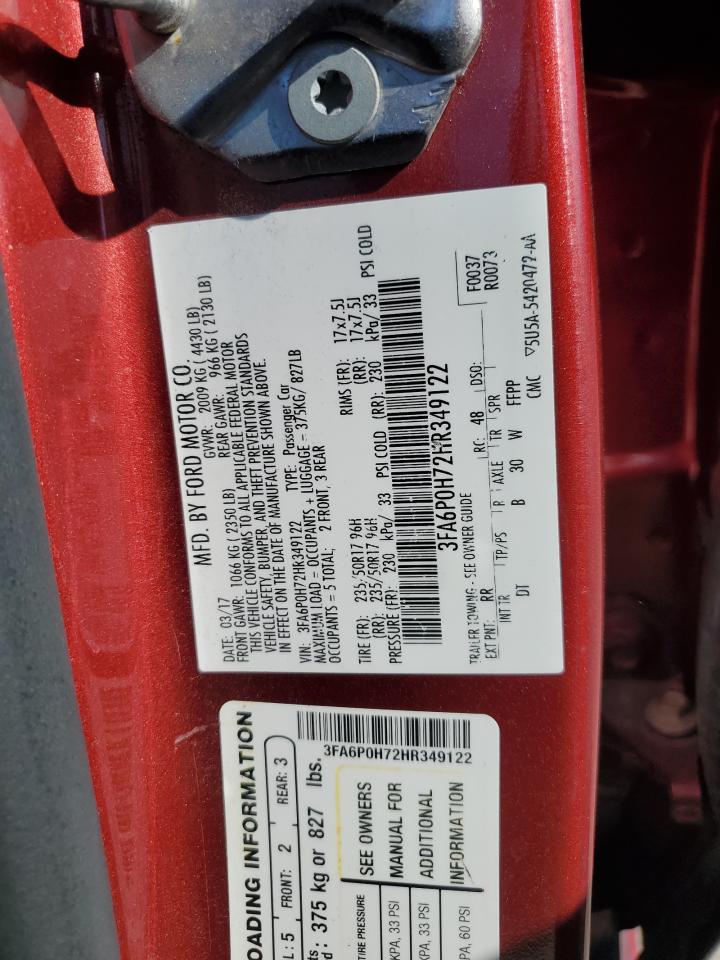 MFD. BY FORD MOTOR CO.
DATE: 03/17 GVWR: 2009 KG ( 4430 LB)
FRONT GAWR: 1066 KG ( 2350 LB) REAR GAWR: 966 KG ( 2130 LB)
THIS VEHICLE CONFORMS TO ALL APPLICABLE FEDERAL MOTOR
VEHICLE SAFETY, BUMPER, AND THEFT PREVENTION STANDARDS
IN EFFECT ON THE DATE OF MANUFACTURE SHOWN ABOVE.
VIN: 3FA6P0H72HR349122 TYPE: Passenger Car
MAXIMUM LOAD = OCCUPANTS + LUGGAGE = 375KG/ 827LB
OCCUPANTS = 5 TOTAL: 2 FRONT, 3 REAR
TIRE (FR): 235/50R17 96H RIMS (FR): 17x7.5J
(RR): 235/50R17 96H (RR): 17x7.5J
PRESSURE (FR): 230 kPa/ 33 PSI COLD (RR): 230 kPa/ 33 PSI COLD
3FA6P0H72HR349122
TRAILER TOWING - SEE OWNER GUIDE
EXT PNT: RR RC: 48 DSO: F0037
R0073
INT TR TP/PS R AXLE TR SPR
DT B 30 W FFPP
CMC 5U5A-5420472-AA
OADING INFORMATION
L: 5 FRONT: 2 REAR: 3
: 375 kg or 827 lbs.
3FA6P0H72HR349122
TIRE PRESSURE
KPA, 33 PSI
KPA, 33 PSI
PA, 60 PSI
SEE OWNERS
MANUAL FOR
ADDITIONAL
INFORMATION